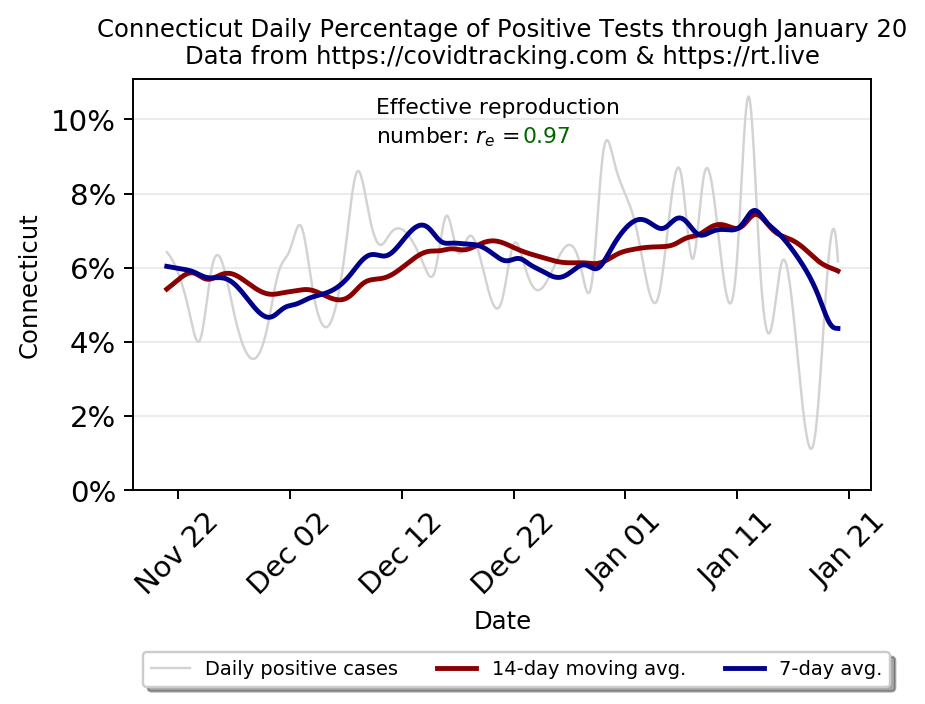 Connecticut Daily Percentage of Positive Tests through January 20
Data from https://covidtracking.com & https://rt.live
Effective reproduction
number: rₑ =0.97
10%
8%
6%
4%
2%
0%
Connecticut
Nov 22
Dec 02
Dec 12
Dec 22
Jan 01
Jan 11
Jan 21
Date
Daily positive cases
14-day moving avg.
7-day avg.